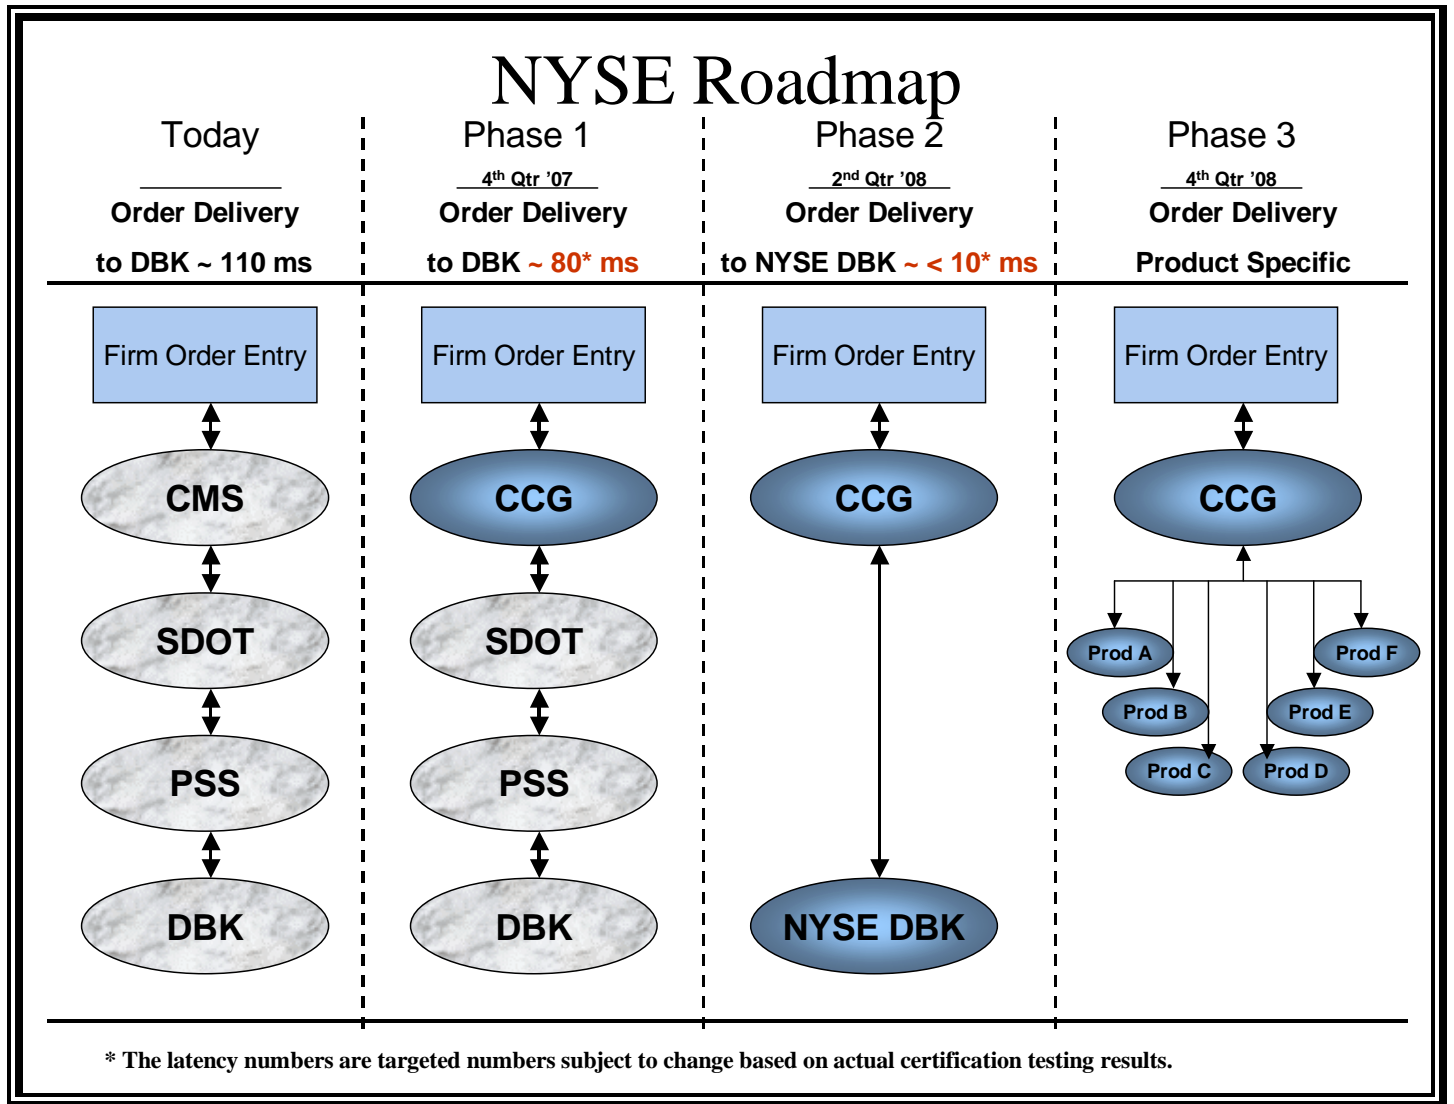 NYSE Roadmap
Today
Order Delivery
to DBK ~ 110 ms
Firm Order Entry
CMS
SDOT
PSS
DBK
Phase 1
4th Qtr ’07
Order Delivery
to DBK ~ 80* ms
Firm Order Entry
CCG
SDOT
PSS
DBK
Phase 2
2nd Qtr ’08
Order Delivery
to NYSE DBK ~ < 10* ms
Firm Order Entry
CCG
NYSE DBK
Phase 3
4th Qtr ’08
Order Delivery
Product Specific
Firm Order Entry
CCG
Prod A
Prod F
Prod B
Prod E
Prod C
Prod D
* The latency numbers are targeted numbers subject to change based on actual certification testing results.